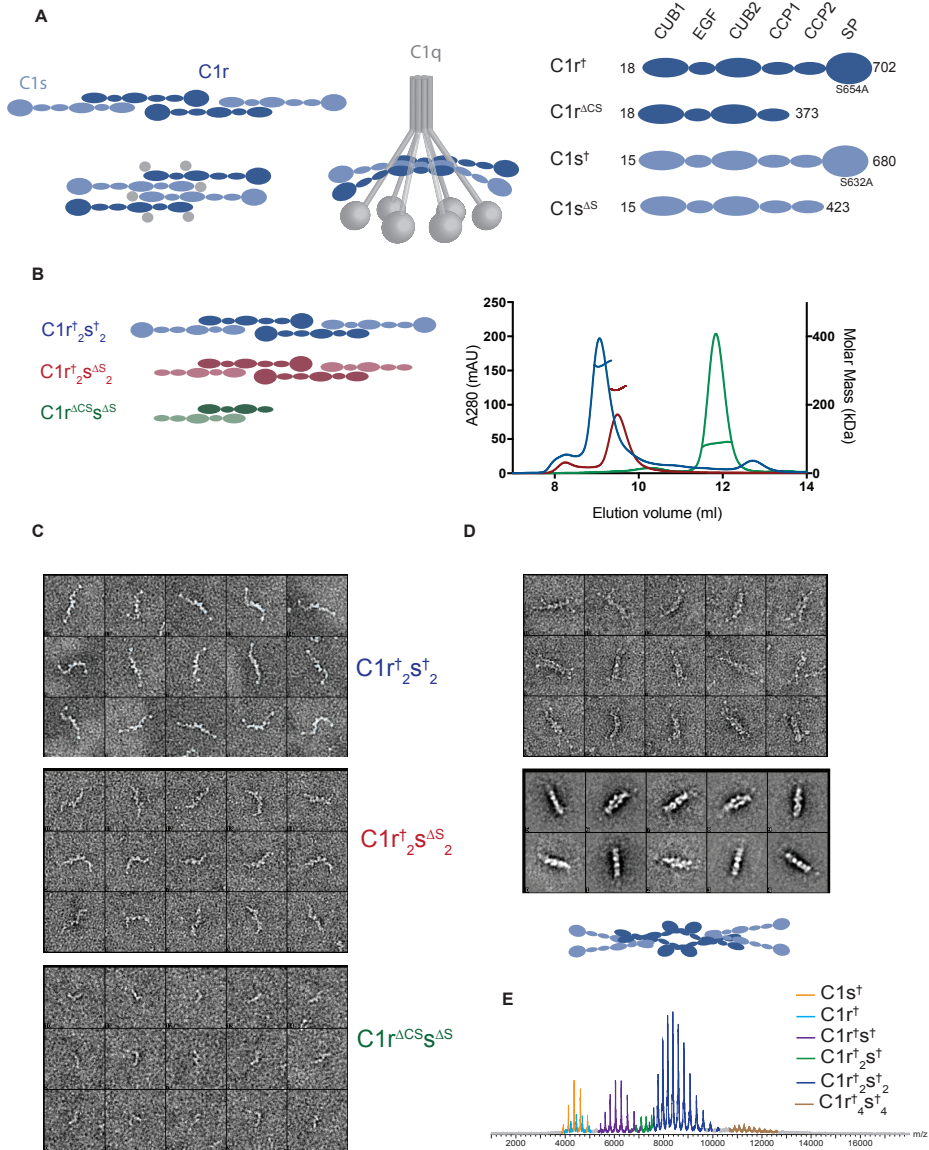 A
C1s
C1r
C1q
CUB1
EGF
CUB2
CCP1
CCP2
SP
C1r†
18
702
S654A
C1rΔCS
18
373
C1s†
15
680
S632A
C1sΔS
15
423
B
C1r†2s†2
C1r†2sΔS2
C1rΔCSsΔS
A280 (mAU)
250
200
150
100
50
0
8
10
12
14
Elution volume (ml)
400
200
0
Molar Mass (kDa)
C
C1r†2s†2
C1r†2sΔS2
C1rΔCSsΔS
D
E
C1s†
C1r†
C1r†s†
C1r†2s†
C1r†2s†2
C1r†4s†4
2000
4000
6000
8000
10000
12000
14000
16000
m/z